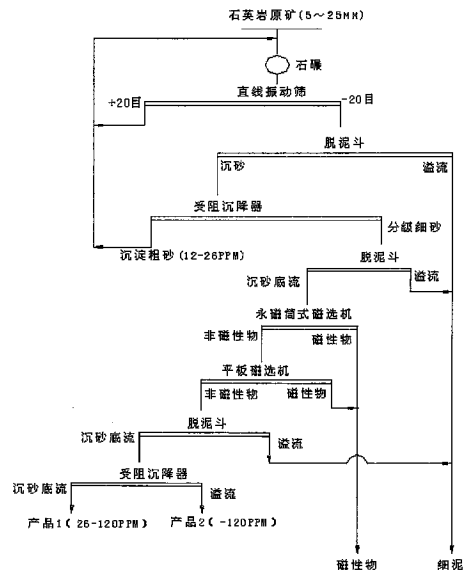 石英岩原矿(5～25MM)
石碾
直线振动筛
+20目
-20目
脱泥斗
沉砂
溢流
受阻沉降器
分级细砂
沉淀粗砂(12-26PPM)
脱泥斗
沉砂底流
溢流
永磁筒式磁选机
非磁性物
磁性物
平板磁选机
非磁性物
磁性物
脱泥斗
沉砂底流
溢流
受阻沉降器
沉砂底流
溢流
产品1(26-120PPM)
产品2(-120PPM)
磁性物
细泥